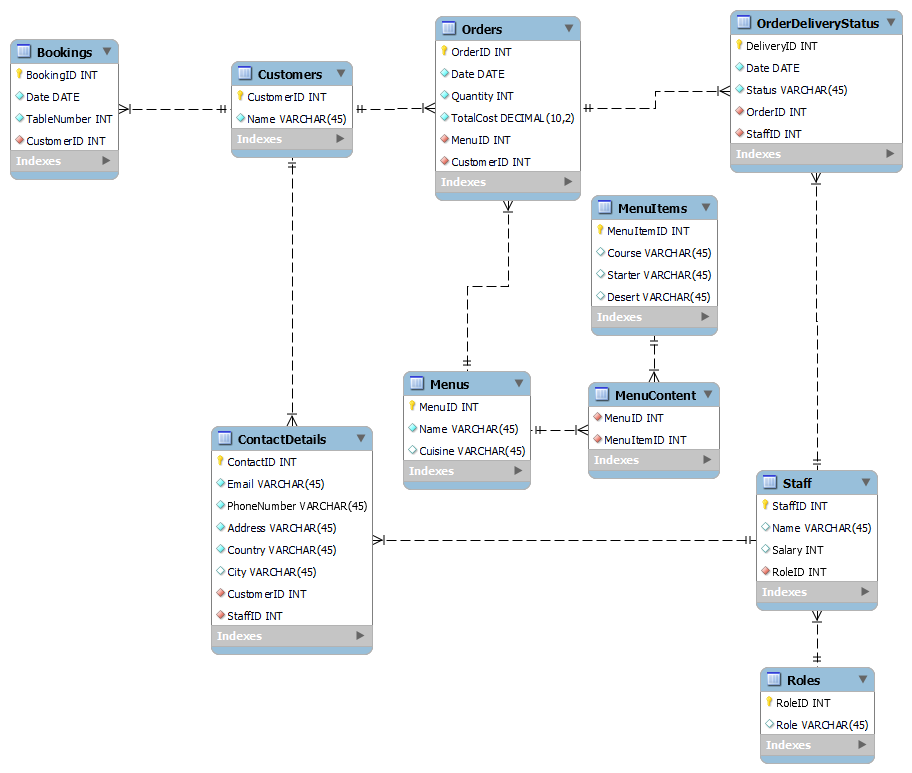 Bookings
BookingID INT
Date DATE
TableNumber INT
CustomerID INT
Indexes
Customers
CustomerID INT
Name VARCHAR(45)
Indexes
Orders
OrderID INT
Date DATE
Quantity INT
TotalCost DECIMAL(10,2)
MenuID INT
CustomerID INT
Indexes
OrderDeliveryStatus
DeliveryID INT
Date DATE
Status VARCHAR(45)
OrderID INT
StaffID INT
Indexes
MenuItems
MenuItemID INT
Course VARCHAR(45)
Starter VARCHAR(45)
Desert VARCHAR(45)
Indexes
Menus
MenuID INT
Name VARCHAR(45)
Cuisine VARCHAR(45)
Indexes
MenuContent
MenuID INT
MenuItemID INT
Indexes
ContactDetails
ContactID INT
Email VARCHAR(45)
PhoneNumber VARCHAR(45)
Address VARCHAR(45)
Country VARCHAR(45)
City VARCHAR(45)
CustomerID INT
StaffID INT
Indexes
Staff
StaffID INT
Name VARCHAR(45)
Salary INT
RoleID INT
Indexes
Roles
RoleID INT
Role VARCHAR(45)
Indexes